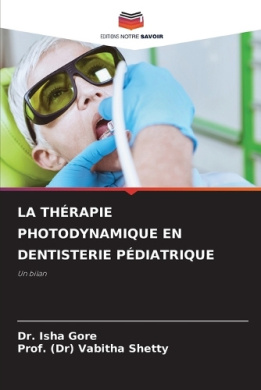 EDITIONS NOTRE SAVOIR
LA THÉRAPIE
PHOTODYNAMIQUE EN
DENTISTERIE PÉDIATRIQUE
Un bilan
Dr. Isha Gore
Prof. (Dr) Vabitha Shetty